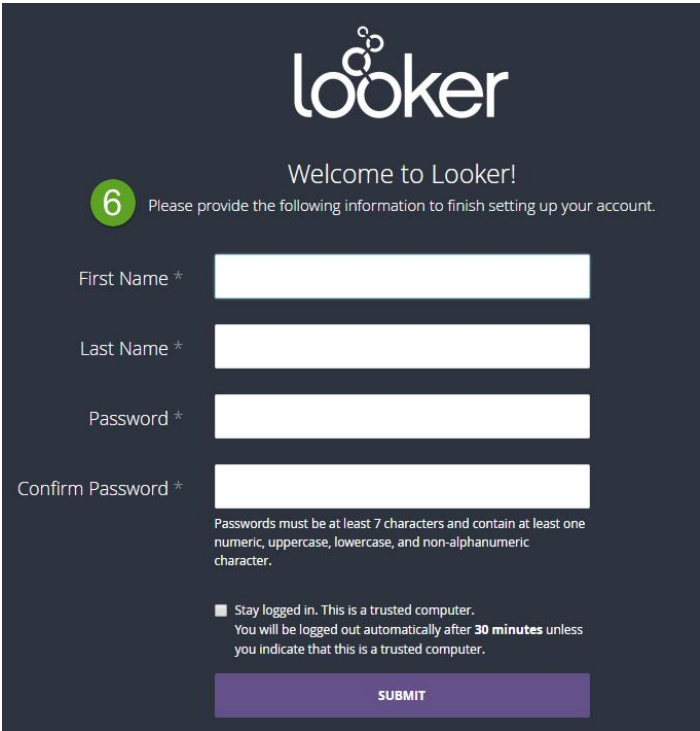 looker
Welcome to Looker!
6
Please provide the following information to finish setting up your account.
First Name *
Last Name *
Password *
Confirm Password *
Passwords must be at least 7 characters and contain at least one
numeric, uppercase, lowercase, and non-alphanumeric
character.
Stay logged in. This is a trusted computer.
You will be logged out automatically after 30 minutes unless
you indicate that this is a trusted computer.
SUBMIT